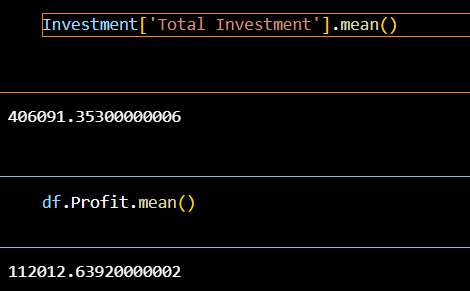 Investment['Total Investment'].mean()
406091.35300000006
df.Profit.mean()
112012.63920000002